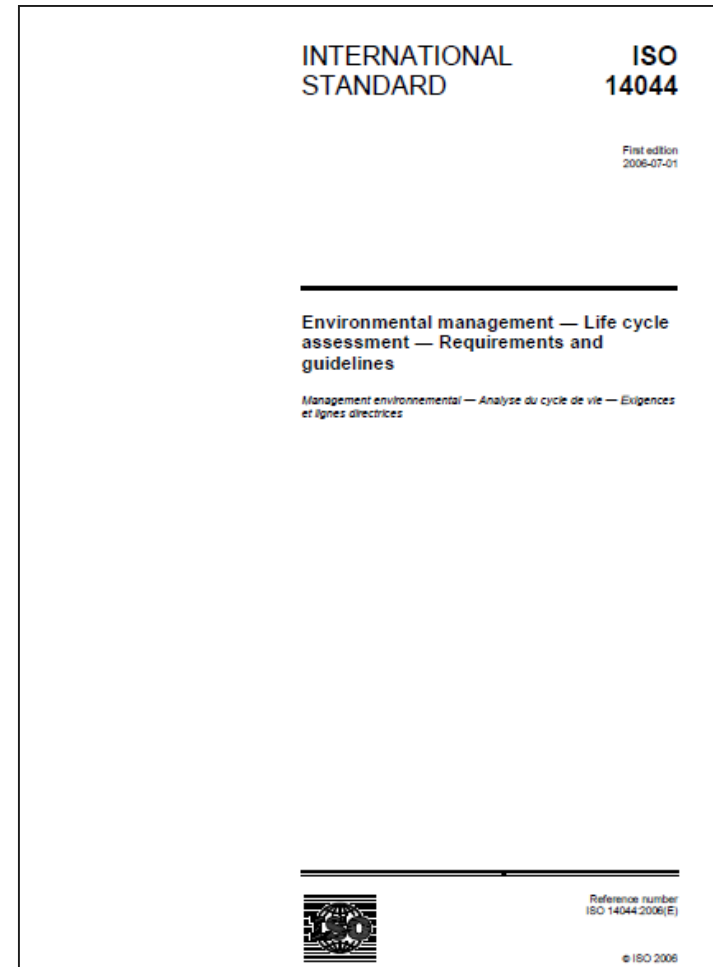 INTERNATIONAL
STANDARD
ISO
14044
First edition
2006-07-01
Environmental management — Life cycle
assessment — Requirements and
guidelines
Management environnemental — Analyse du cycle de vie — Exigences
et lignes directrices
ISO
Reference number
ISO 14044:2006(E)
© ISO 2006